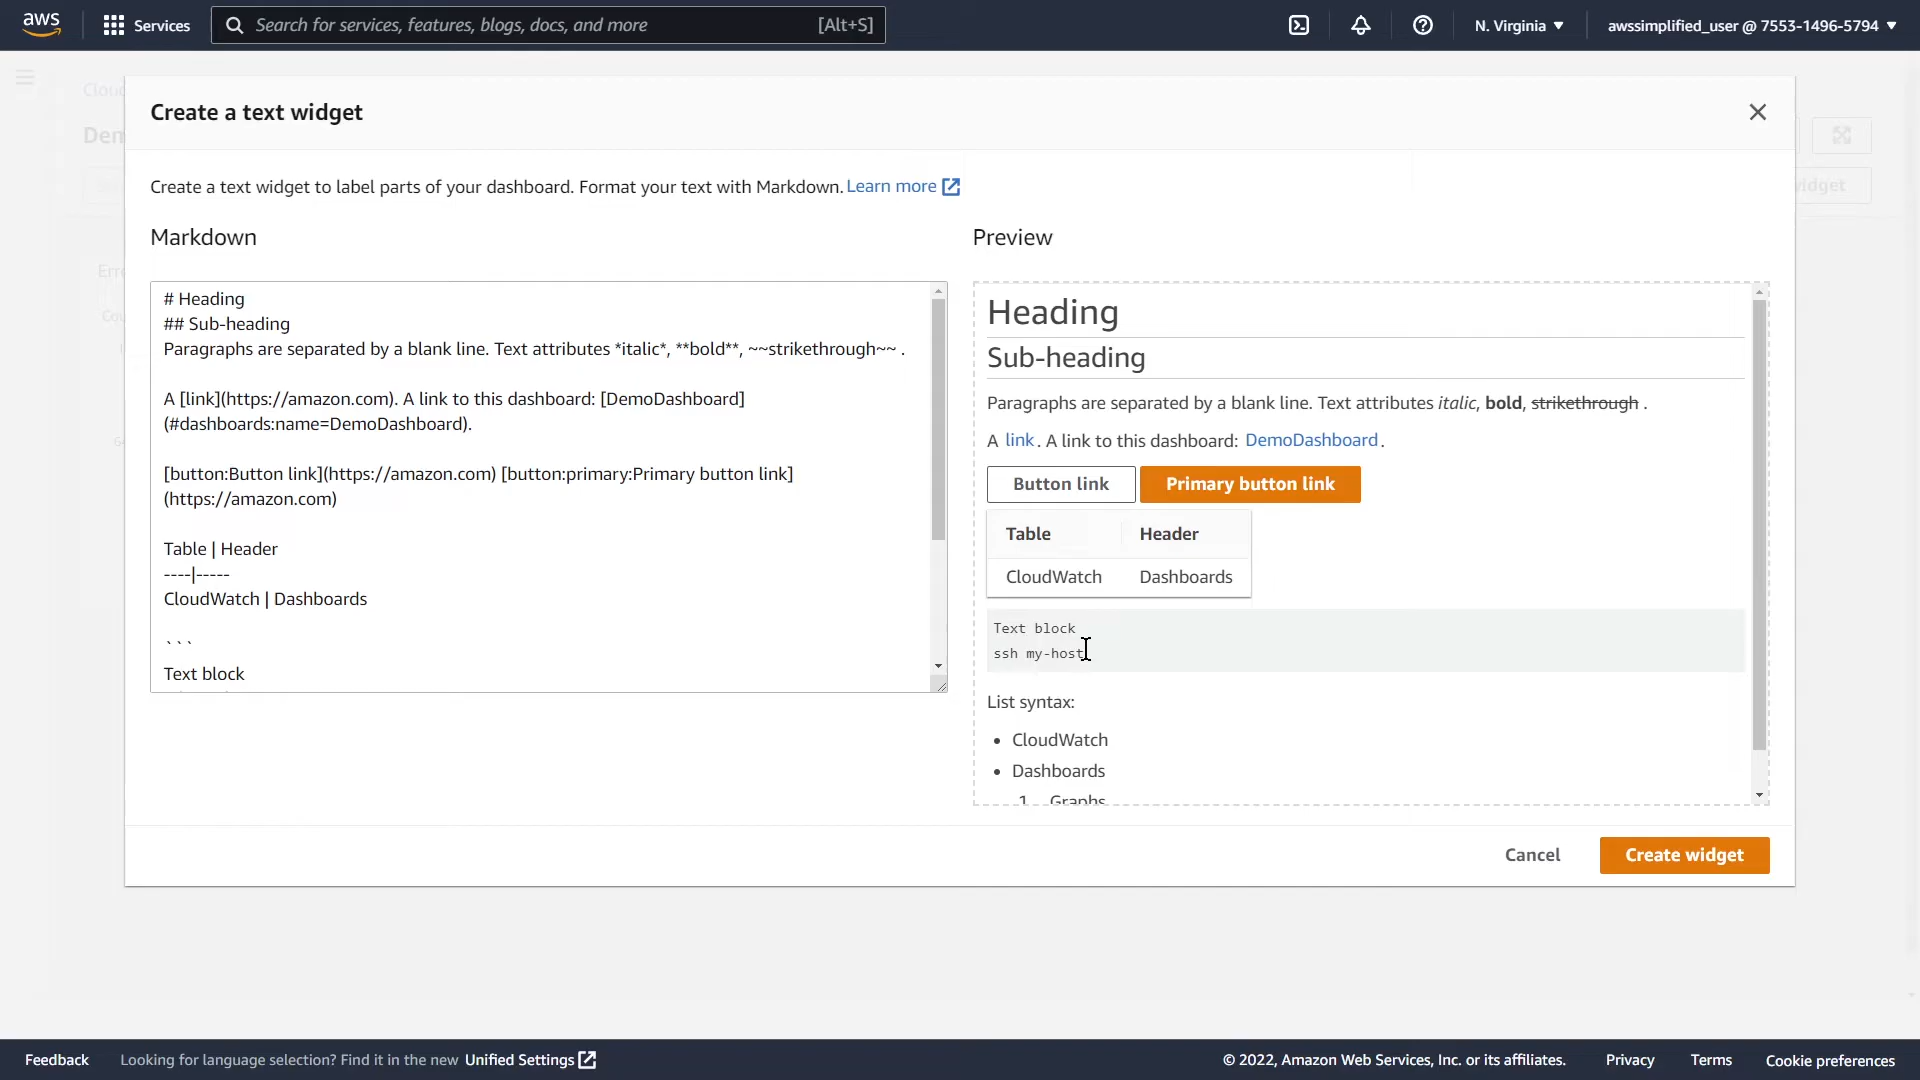 aws
Services
Search for services, features, blogs, docs, and more [Alt+S]
N. Virginia
awssimplified_user @ 7553-1496-5794
Create a text widget
Create a text widget to label parts of your dashboard. Format your text with Markdown. Learn more
Markdown
# Heading
## Sub-heading
Paragraphs are separated by a blank line. Text attributes *italic*, **bold**, ~~strikethrough~~ .
A [link](https://amazon.com). A link to this dashboard: [DemoDashboard]
(#dashboards:name=DemoDashboard).
[button:Button link](https://amazon.com) [button:primary:Primary button link]
(https://amazon.com)
Table | Header
----|-----
CloudWatch | Dashboards
```
Text block
Preview
Heading
Sub-heading
Paragraphs are separated by a blank line. Text attributes italic, bold, strikethrough .
A link . A link to this dashboard: DemoDashboard .
Button link
Primary button link
Table Header
CloudWatch Dashboards
Text block
ssh my-host
List syntax:
• CloudWatch
• Dashboards
1. Graphs
Cancel
Create widget
Feedback
Looking for language selection? Find it in the new Unified Settings
© 2022, Amazon Web Services, Inc. or its affiliates.
Privacy
Terms
Cookie preferences